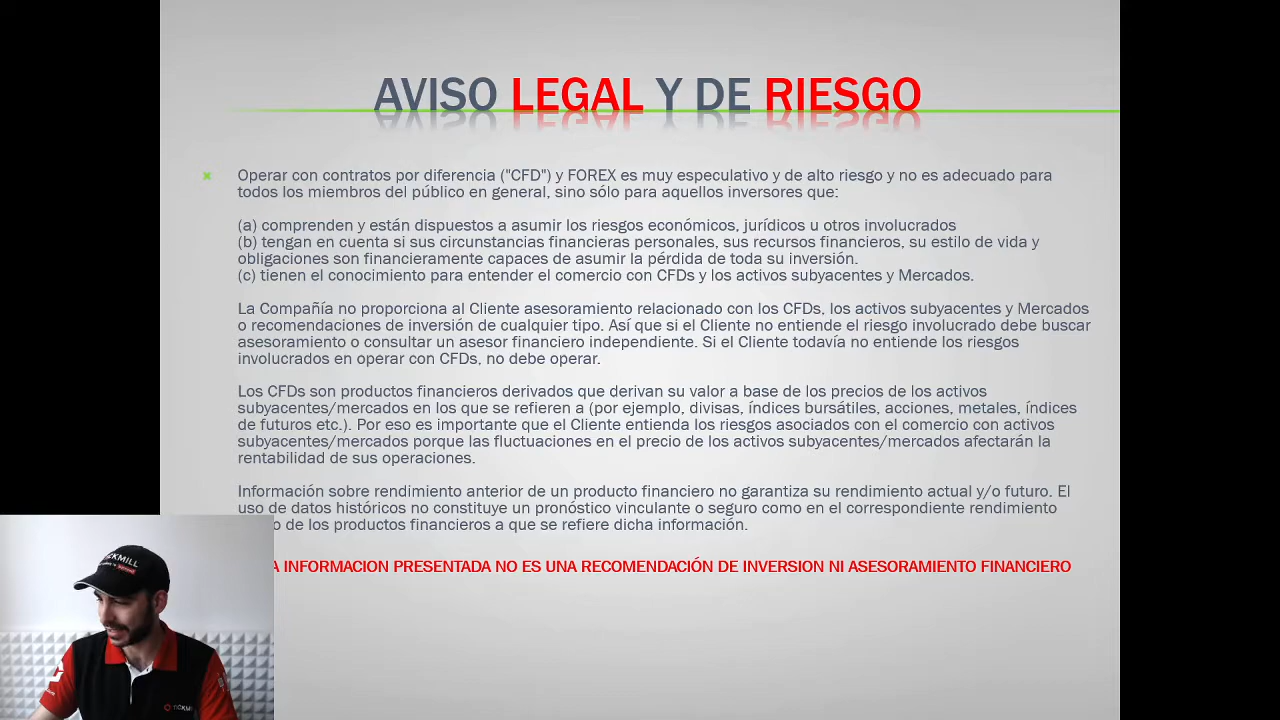 AVISO LEGAL Y DE RIESGO
Operar con contratos por diferencia ("CFD") y FOREX es muy especulativo y de alto riesgo y no es adecuado para
todos los miembros del público en general, sino sólo para aquellos inversores que:
(a) comprenden y están dispuestos a asumir los riesgos económicos, jurídicos u otros involucrados
(b) tengan en cuenta si sus circunstancias financieras personales, sus recursos financieros, su estilo de vida y
obligaciones son financieramente capaces de asumir la pérdida de toda su inversión.
(c) tienen el conocimiento para entender el comercio con CFDs y los activos subyacentes y Mercados.
La Compañía no proporciona al Cliente asesoramiento relacionado con los CFDs, los activos subyacentes y Mercados
o recomendaciones de inversión de cualquier tipo. Así que si el Cliente no entiende el riesgo involucrado debe buscar
asesoramiento o consultar un asesor financiero independiente. Si el Cliente todavía no entiende los riesgos
involucrados en operar con CFDs, no debe operar.
Los CFDs son productos financieros derivados que derivan su valor a base de los precios de los activos
subyacentes/mercados en los que se refieren a (por ejemplo, divisas, índices bursátiles, acciones, metales, índices
de futuros etc.). Por eso es importante que el Cliente entienda los riesgos asociados con el comercio con activos
subyacentes/mercados porque las fluctuaciones en el precio de los activos subyacentes/mercados afectarán la
rentabilidad de sus operaciones.
Información sobre rendimiento anterior de un producto financiero no garantiza su rendimiento actual y/o futuro. El
uso de datos históricos no constituye un pronóstico vinculante o seguro como en el correspondiente rendimiento
de los productos financieros a que se refiere dicha información.
INFORMACION PRESENTADA NO ES UNA RECOMENDACIÓN DE INVERSION NI ASESORAMIENTO FINANCIERO
TICKMILL